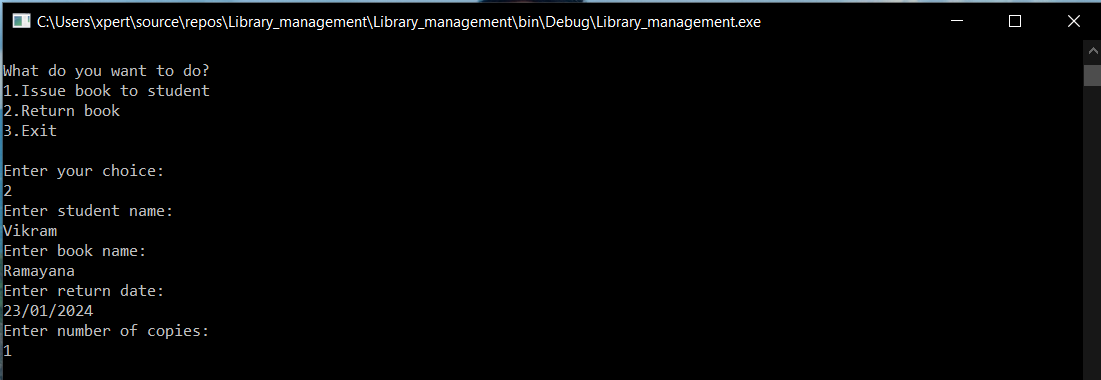 C:\Users\xpert\source\repos\Library_management\Library_management\bin\Debug\Library_management.exe
What do you want to do?
1.Issue book to student
2.Return book
3.Exit
Enter your choice:
2
Enter student name:
Vikram
Enter book name:
Ramayana
Enter return date:
23/01/2024
Enter number of copies:
1